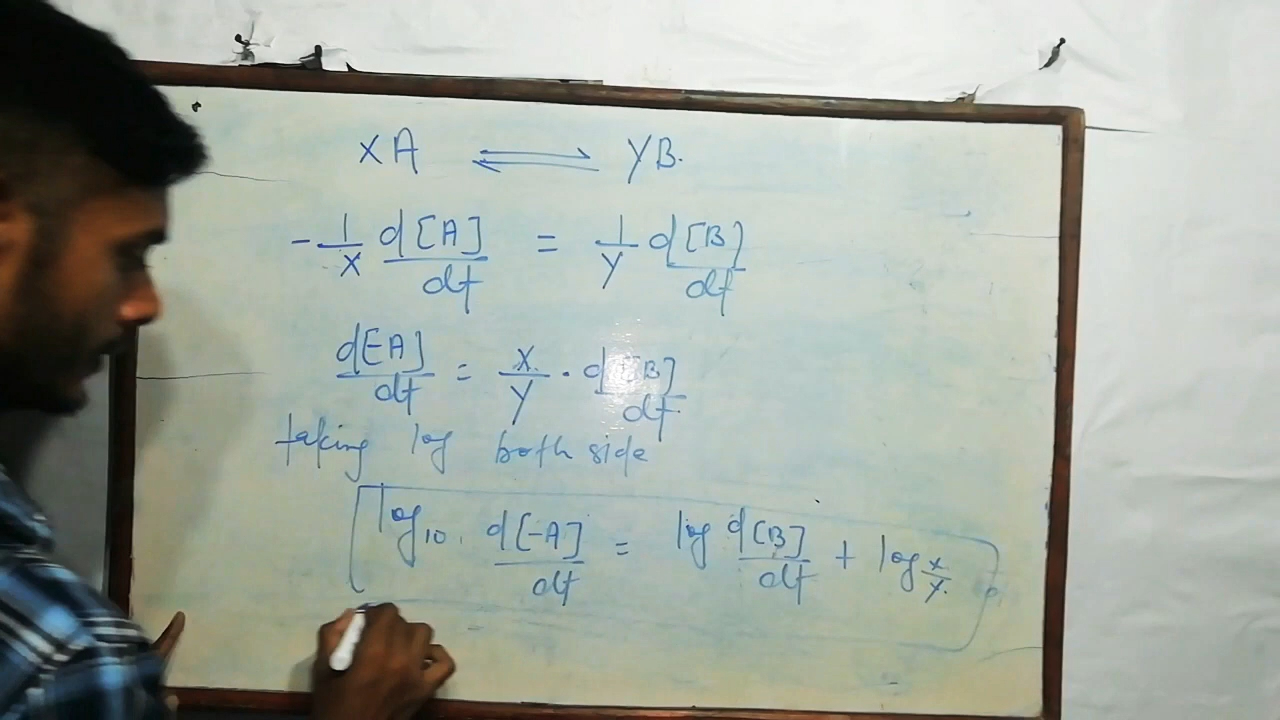 xA ⇌ yB.
-1/x d[A]/dt = 1/y d[B]/dt
d[-A]/dt = x/y . d[B]/dt
taking log both side
log10. d[-A]/dt = log d[B]/dt + log x/y.